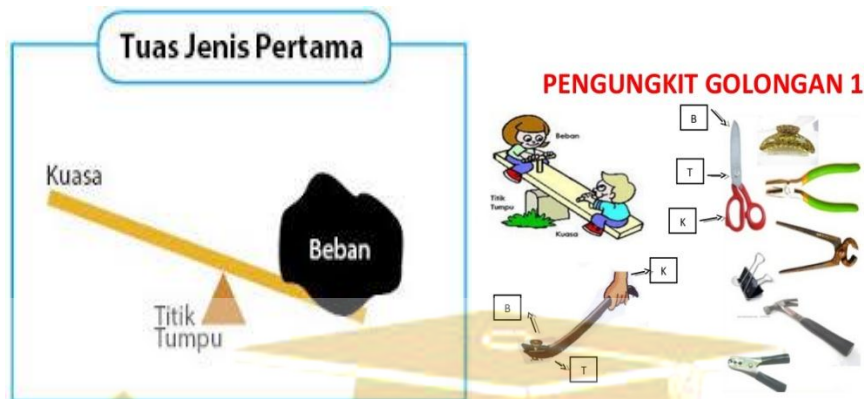 Tuas Jenis Pertama
Kuasa
Beban
Titik
Tumpu
PENGUNGKIT GOLONGAN 1
Beban
Titik
Tumpu
Kuasa
B
T
K
K
B
T